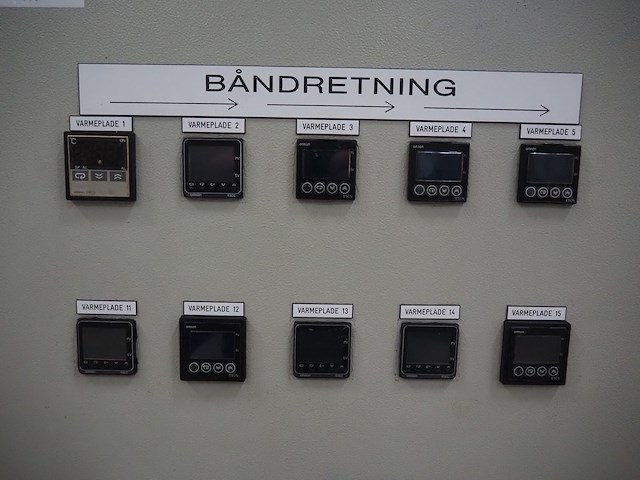 BÅNDRETNING
VARMEPLADE 1
VARMEPLADE 2
VARMEPLADE 3
VARMEPLADE 4
VARMEPLADE 5
°C
VARMEPLADE 11
VARMEPLADE 12
VARMEPLADE 13
VARMEPLADE 14
VARMEPLADE 15